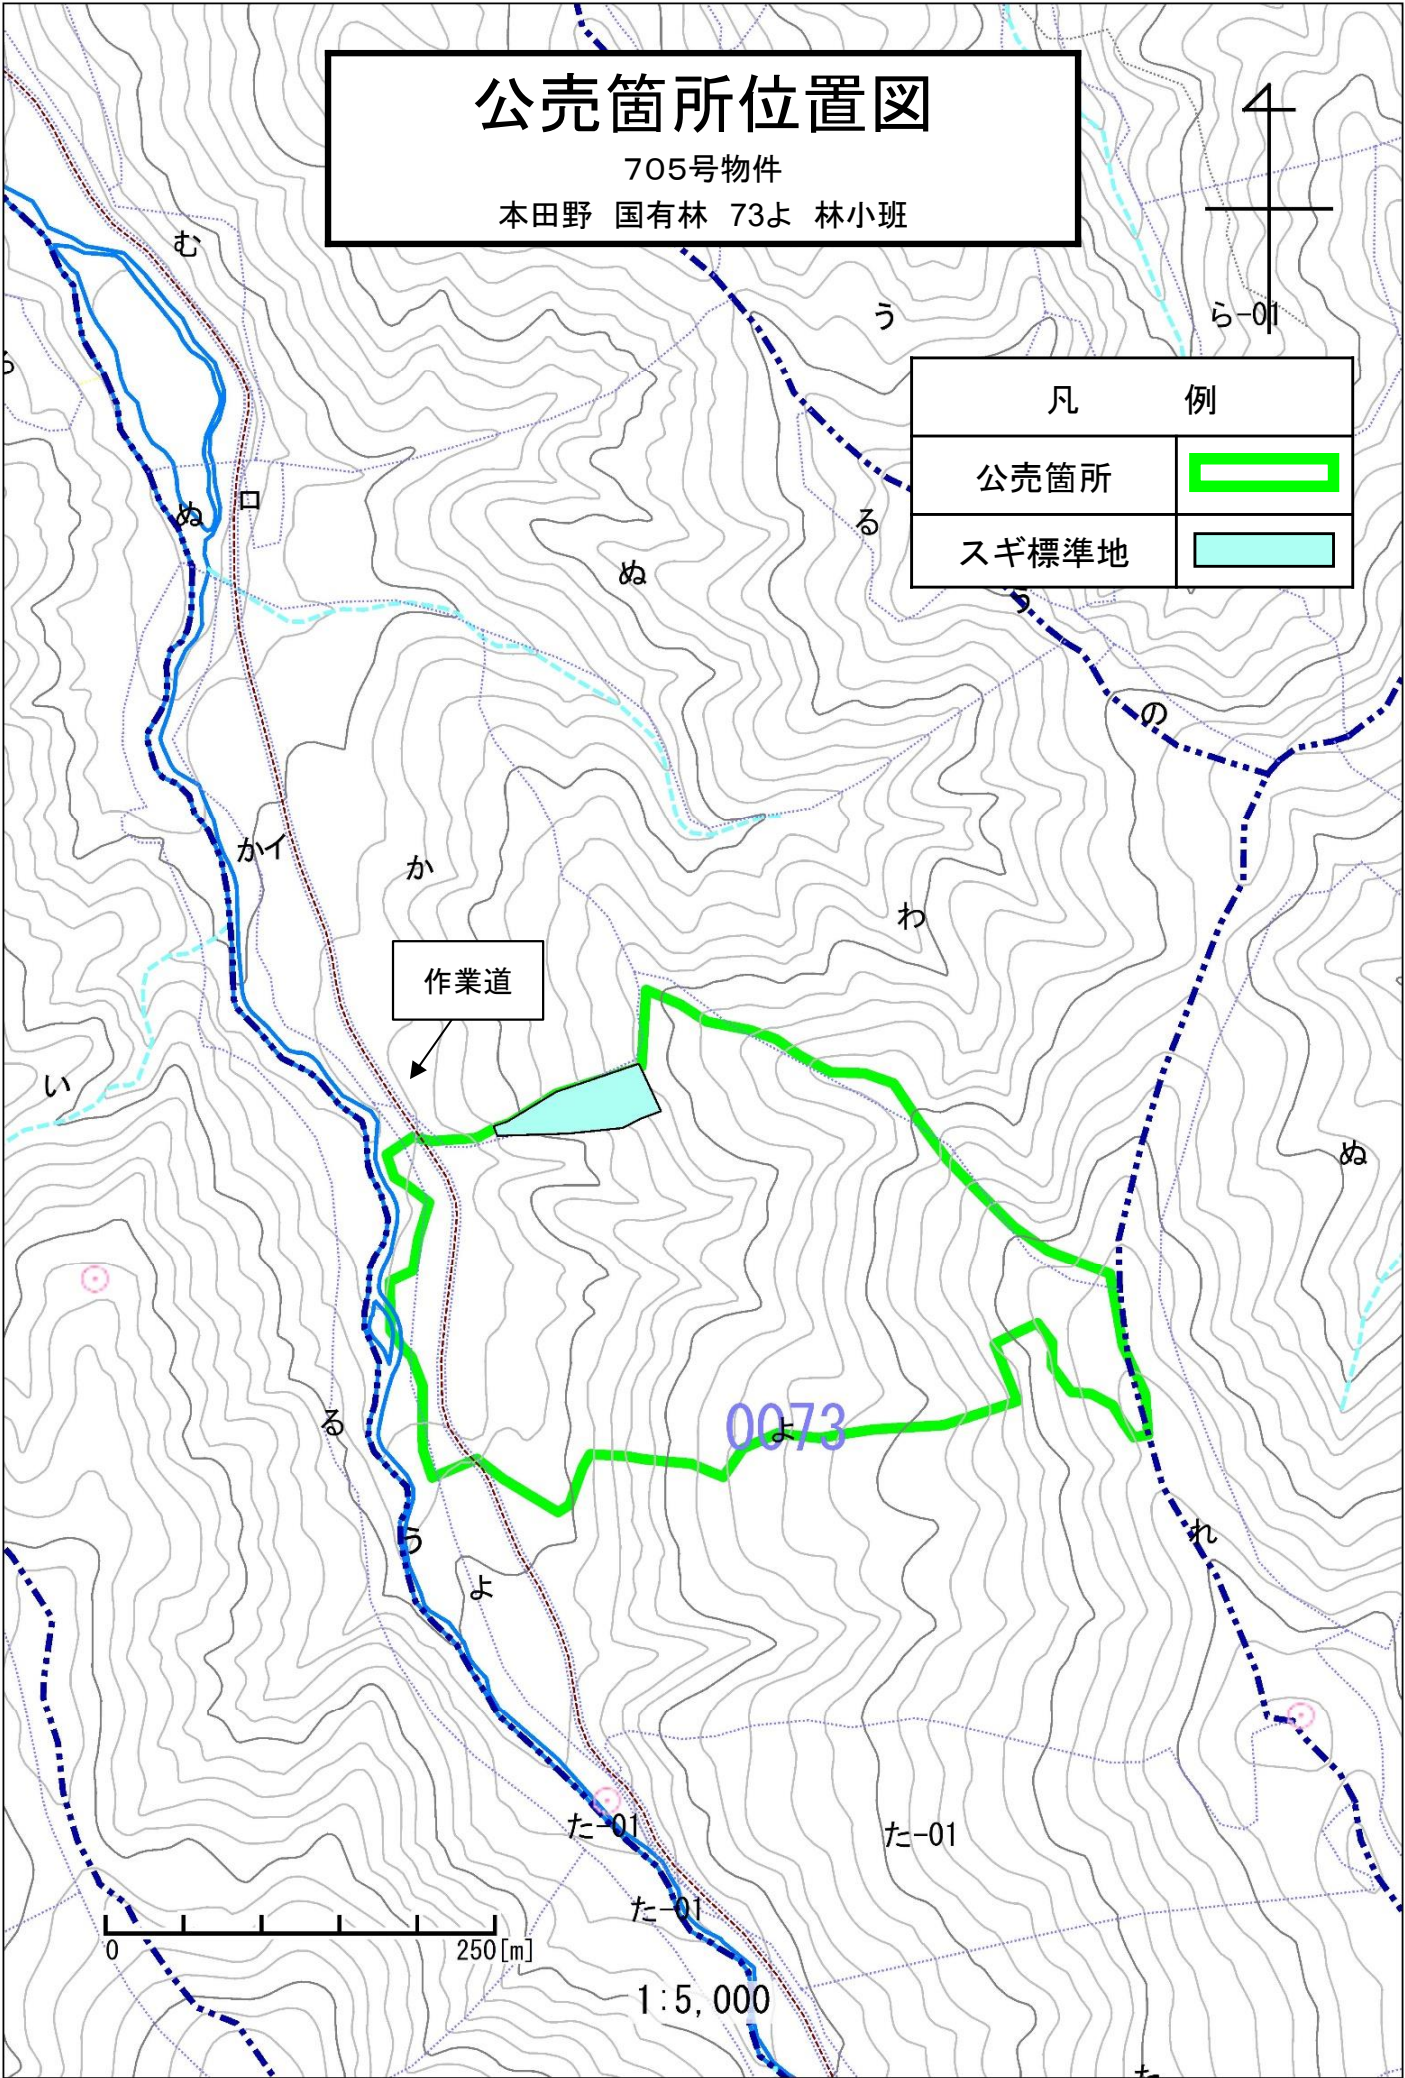 公売箇所位置図
705号物件
本田野 国有林 73よ 林小班
む
う
ら-01
凡 例
公売箇所
スギ標準地
ぬ
ロ
ぬ
る
の
かイ
か
わ
作業道
い
ぬ
る
0073
よ
う
れ
よ
た-01
た-01
た-01
0
250[m]
1:5,000